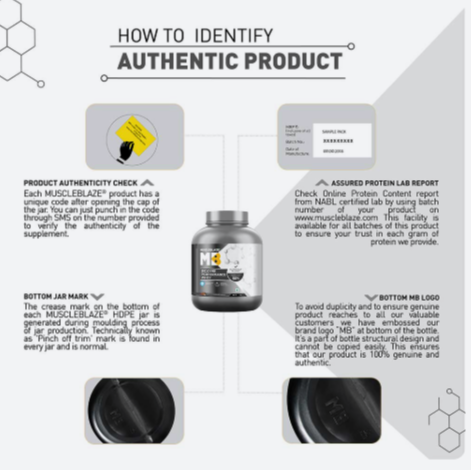 HOW TO IDENTIFY
AUTHENTIC PRODUCT
PRODUCT AUTHENTICITY CHECK
Each MUSCLEBLAZE® product has a
unique code after opening the cap of
the jar. You can just punch in the code
through SMS on the number provided
to verify the authenticity of the
supplement.
ASSURED PROTEIN LAB REPORT
Check Online Protein Content report
from NABL certified lab by using batch
number of your product on
www.muscleblaze.com This facility is
available for all batches of this product
to ensure your trust in each gram of
protein we provide.
MB
BOTTOM JAR MARK
The crease mark on the bottom of
each MUSCLEBLAZE® HDPE jar is
generated during moulding process
of jar production. Technically known
as "Pinch off trim" mark is found in
every jar and is normal.
BOTTOM MB LOGO
To avoid duplicity and to ensure genuine
product reaches to all our valuable
customers we have embossed our
brand logo "MB" at bottom of the bottle.
It's a part of bottle structural design and
cannot be copied easily. This ensures
that our product is 100% genuine and
authentic.
MB
MB